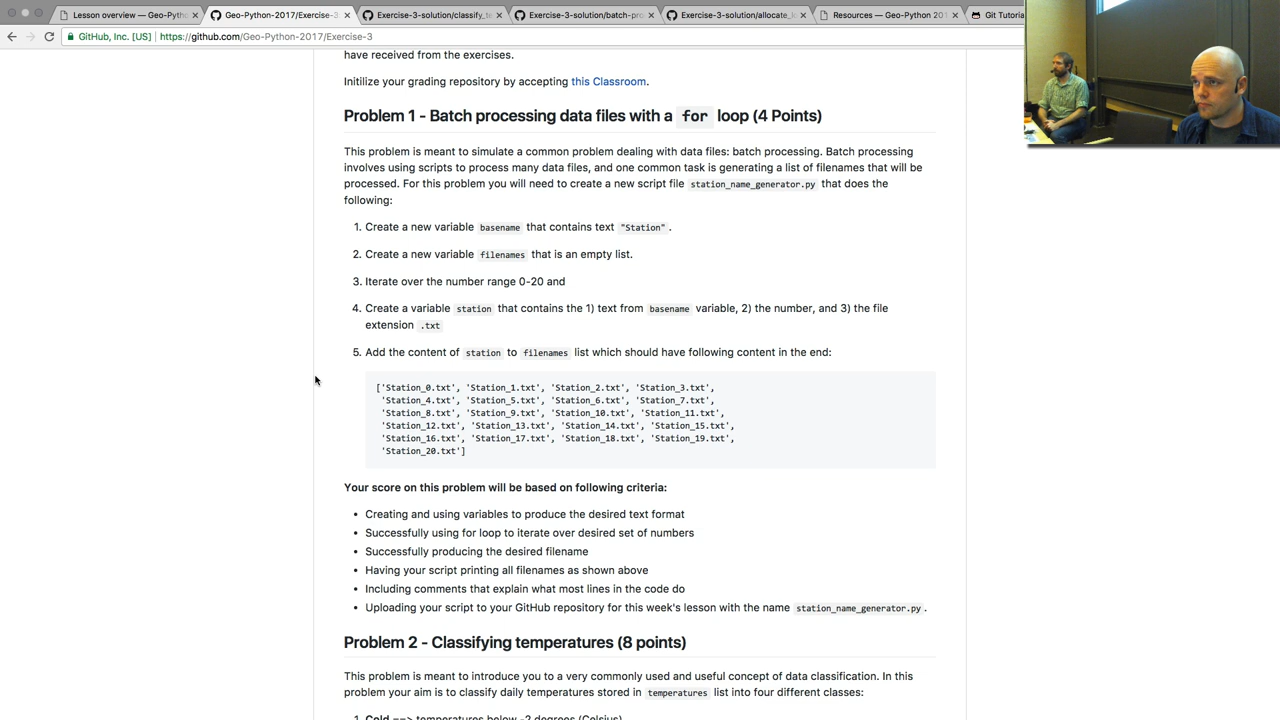 Lesson overview — Geo-Pytho
Geo-Python-2017/Exercise-3
Exercise-3-solution/classify_te
Exercise-3-solution/batch-pro
Exercise-3-solution/allocate_lo
Resources — Geo Python 201
Git Tutoria
GitHub, Inc. [US] https://github.com/Geo-Python-2017/Exercise-3
have received from the exercises.
Initilize your grading repository by accepting this Classroom.
Problem 1 - Batch processing data files with a for loop (4 Points)
This problem is meant to simulate a common problem dealing with data files: batch processing. Batch processing
involves using scripts to process many data files, and one common task is generating a list of filenames that will be
processed. For this problem you will need to create a new script file station_name_generator.py that does the
following:
1. Create a new variable basename that contains text "Station".
2. Create a new variable filenames that is an empty list.
3. Iterate over the number range 0-20 and
4. Create a variable station that contains the 1) text from basename variable, 2) the number, and 3) the file
extension .txt
5. Add the content of station to filenames list which should have following content in the end:
['Station_0.txt', 'Station_1.txt', 'Station_2.txt', 'Station_3.txt',
'Station_4.txt', 'Station_5.txt', 'Station_6.txt', 'Station_7.txt',
'Station_8.txt', 'Station_9.txt', 'Station_10.txt', 'Station_11.txt',
'Station_12.txt', 'Station_13.txt', 'Station_14.txt', 'Station_15.txt',
'Station_16.txt', 'Station_17.txt', 'Station_18.txt', 'Station_19.txt',
'Station_20.txt']
Your score on this problem will be based on following criteria:
• Creating and using variables to produce the desired text format
• Successfully using for loop to iterate over desired set of numbers
• Successfully producing the desired filename
• Having your script printing all filenames as shown above
• Including comments that explain what most lines in the code do
• Uploading your script to your GitHub repository for this week's lesson with the name station_name_generator.py.
Problem 2 - Classifying temperatures (8 points)
This problem is meant to introduce you to a very commonly used and useful concept of data classification. In this
problem your aim is to classify daily temperatures stored in temperatures list into four different classes:
1. Cold ==> temperatures below -2 degrees (Celsius)